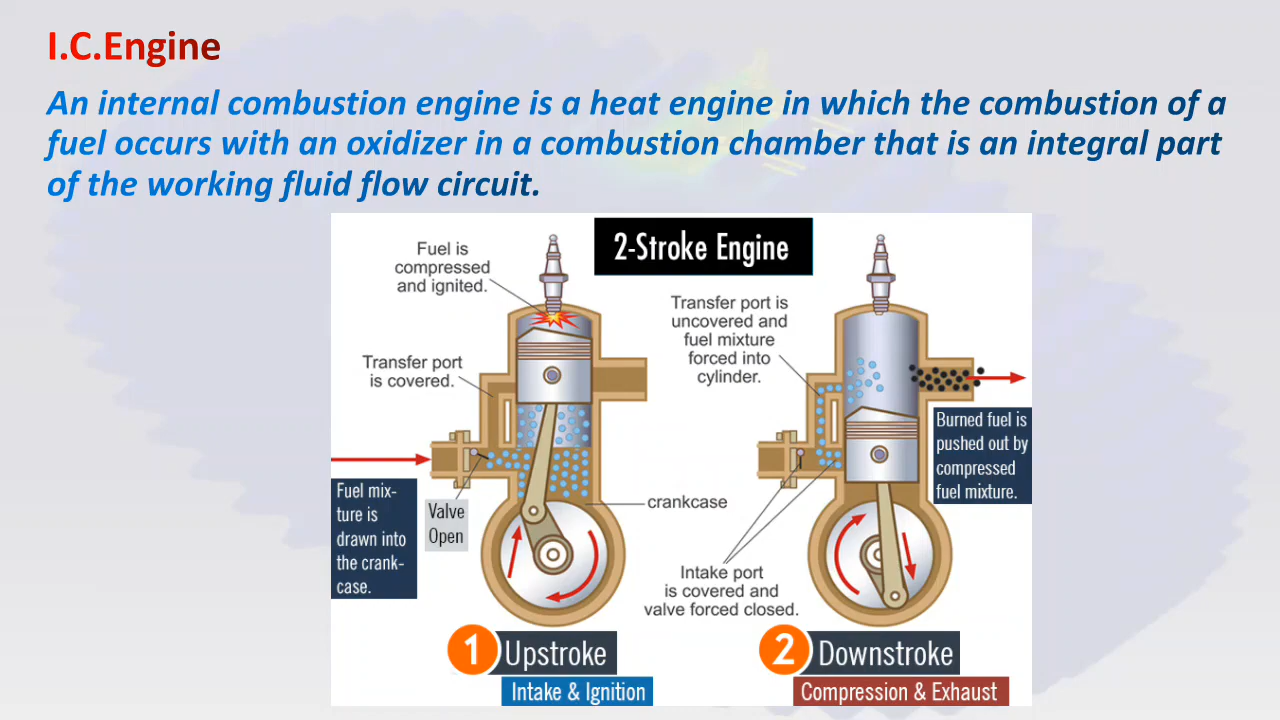 I.C.Engine
An internal combustion engine is a heat engine in which the combustion of a
fuel occurs with an oxidizer in a combustion chamber that is an integral part
of the working fluid flow circuit.
2-Stroke Engine
Fuel is
compressed
and ignited.
Transfer port
is covered.
Fuel mix-
ture is
drawn into
the crank-
case.
Valve
Open
crankcase
Transfer port is
uncovered and
fuel mixture
forced into
cylinder.
Burned fuel is
pushed out by
compressed
fuel mixture.
Intake port
is covered and
valve forced closed.
1 Upstroke
Intake & Ignition
2 Downstroke
Compression & Exhaust